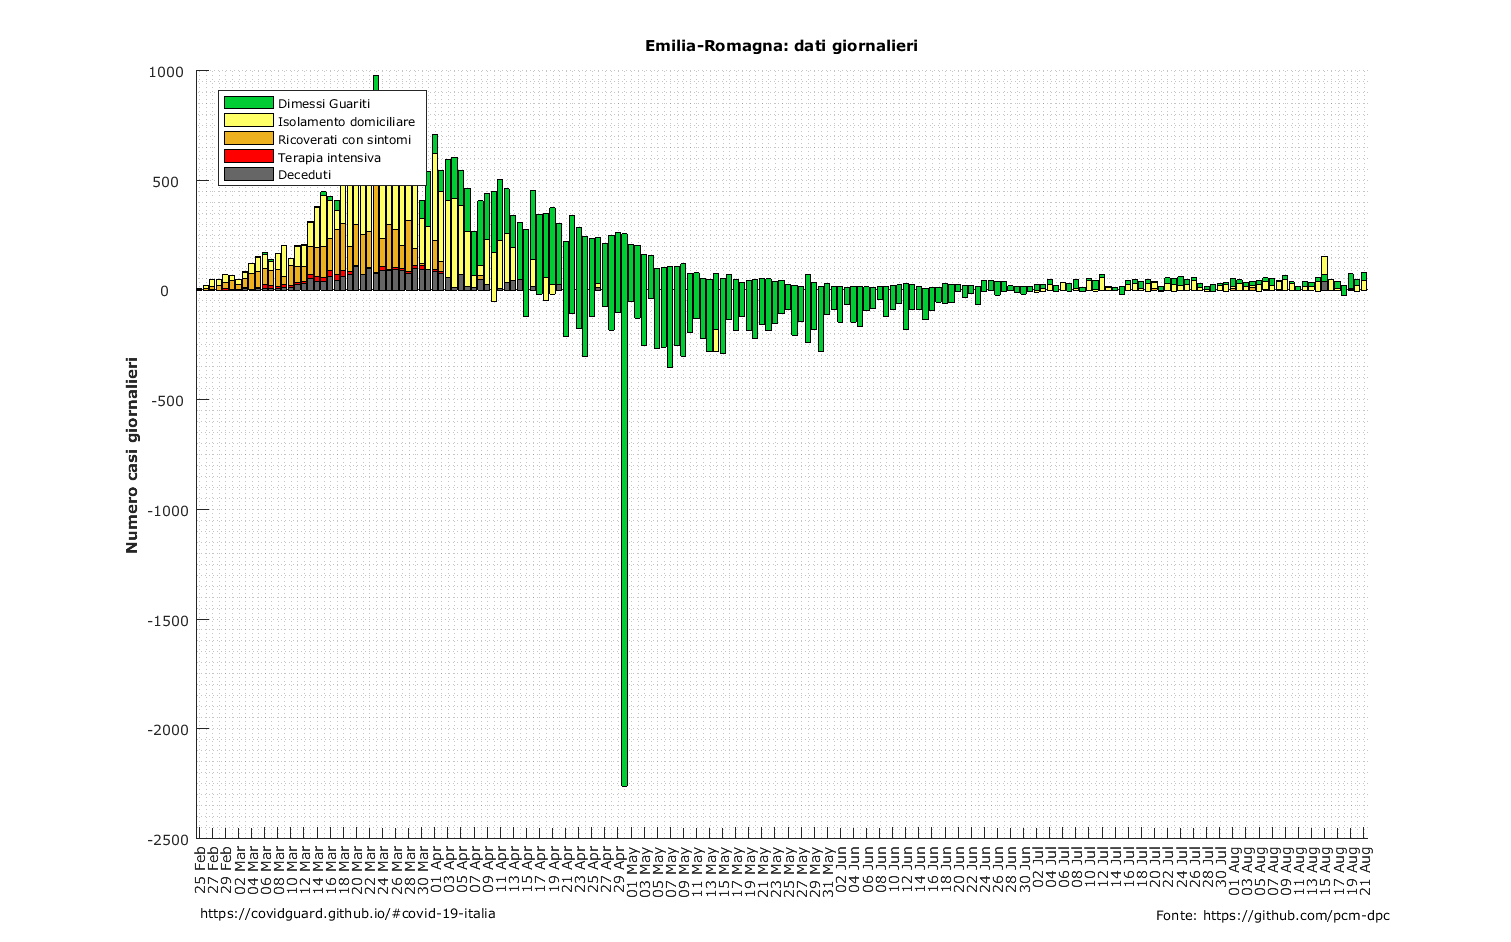 Emilia-Romagna: dati giornalieri
1000
500
0
-500
-1000
-1500
-2000
-2500
Numero casi giornalieri
Dimessi Guariti
Isolamento domiciliare
Ricoverati con sintomi
Terapia intensiva
Deceduti
25 Feb
27 Feb
29 Feb
02 Mar
04 Mar
06 Mar
08 Mar
10 Mar
12 Mar
14 Mar
16 Mar
18 Mar
20 Mar
22 Mar
24 Mar
26 Mar
28 Mar
30 Mar
01 Apr
03 Apr
05 Apr
07 Apr
09 Apr
11 Apr
13 Apr
15 Apr
17 Apr
19 Apr
21 Apr
23 Apr
25 Apr
27 Apr
29 Apr
01 May
03 May
05 May
07 May
09 May
11 May
13 May
15 May
17 May
19 May
21 May
23 May
25 May
27 May
29 May
31 May
02 Jun
04 Jun
06 Jun
08 Jun
10 Jun
12 Jun
14 Jun
16 Jun
18 Jun
20 Jun
22 Jun
24 Jun
26 Jun
28 Jun
30 Jun
02 Jul
04 Jul
06 Jul
08 Jul
10 Jul
12 Jul
14 Jul
16 Jul
18 Jul
20 Jul
22 Jul
24 Jul
26 Jul
28 Jul
30 Jul
01 Aug
03 Aug
05 Aug
07 Aug
09 Aug
11 Aug
13 Aug
15 Aug
17 Aug
19 Aug
21 Aug
https://covidguard.github.io/#covid-19-italia
Fonte: https://github.com/pcm-dpc